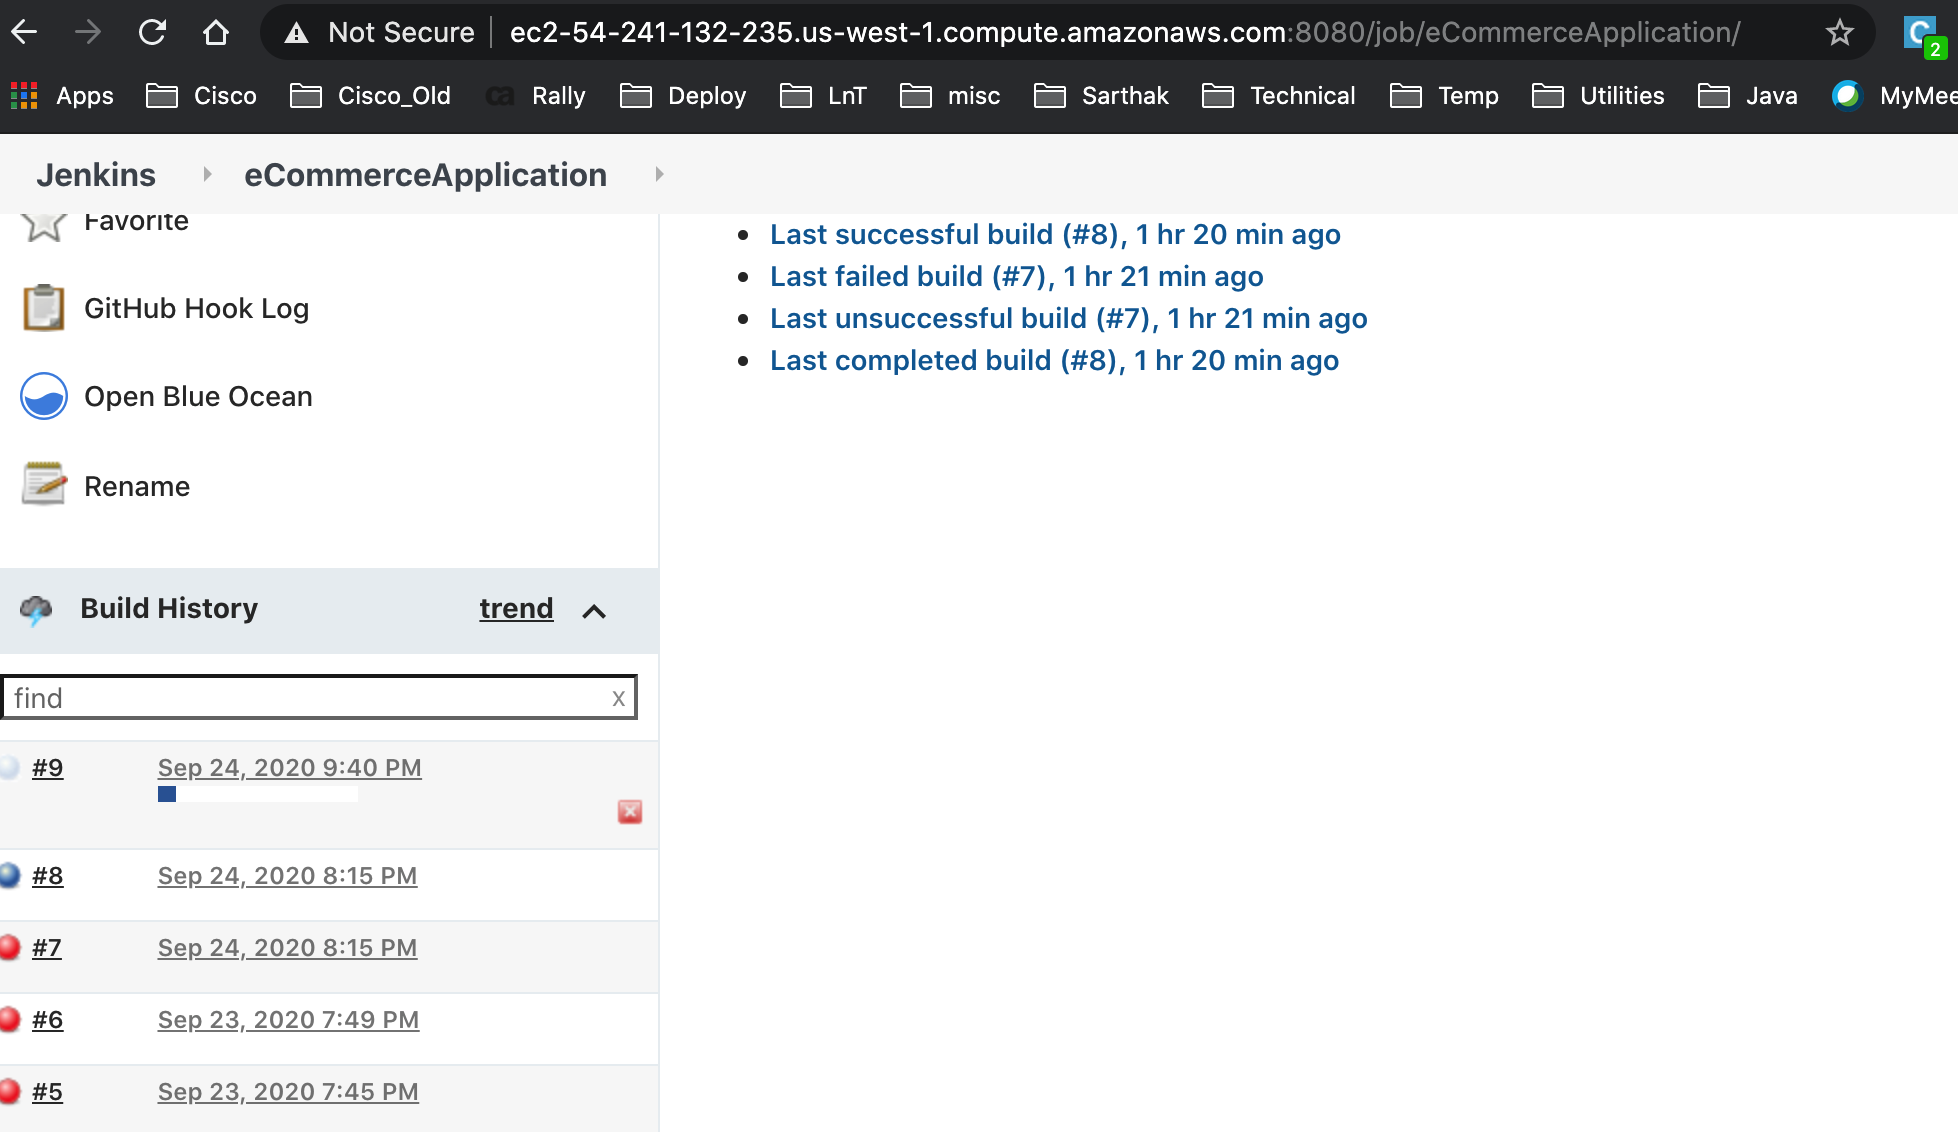 Not Secure | ec2-54-241-132-235.us-west-1.compute.amazonaws.com:8080/job/eCommerceApplication/
C 2
Apps Cisco Cisco_Old ca Rally Deploy LnT misc Sarthak Technical Temp Utilities Java MyMee
Jenkins eCommerceApplication
Favorite
GitHub Hook Log
Open Blue Ocean
Rename
Last successful build (#8), 1 hr 20 min ago
Last failed build (#7), 1 hr 21 min ago
Last unsuccessful build (#7), 1 hr 21 min ago
Last completed build (#8), 1 hr 20 min ago
Build History trend
find x
#9 Sep 24, 2020 9:40 PM
#8 Sep 24, 2020 8:15 PM
#7 Sep 24, 2020 8:15 PM
#6 Sep 23, 2020 7:49 PM
#5 Sep 23, 2020 7:45 PM